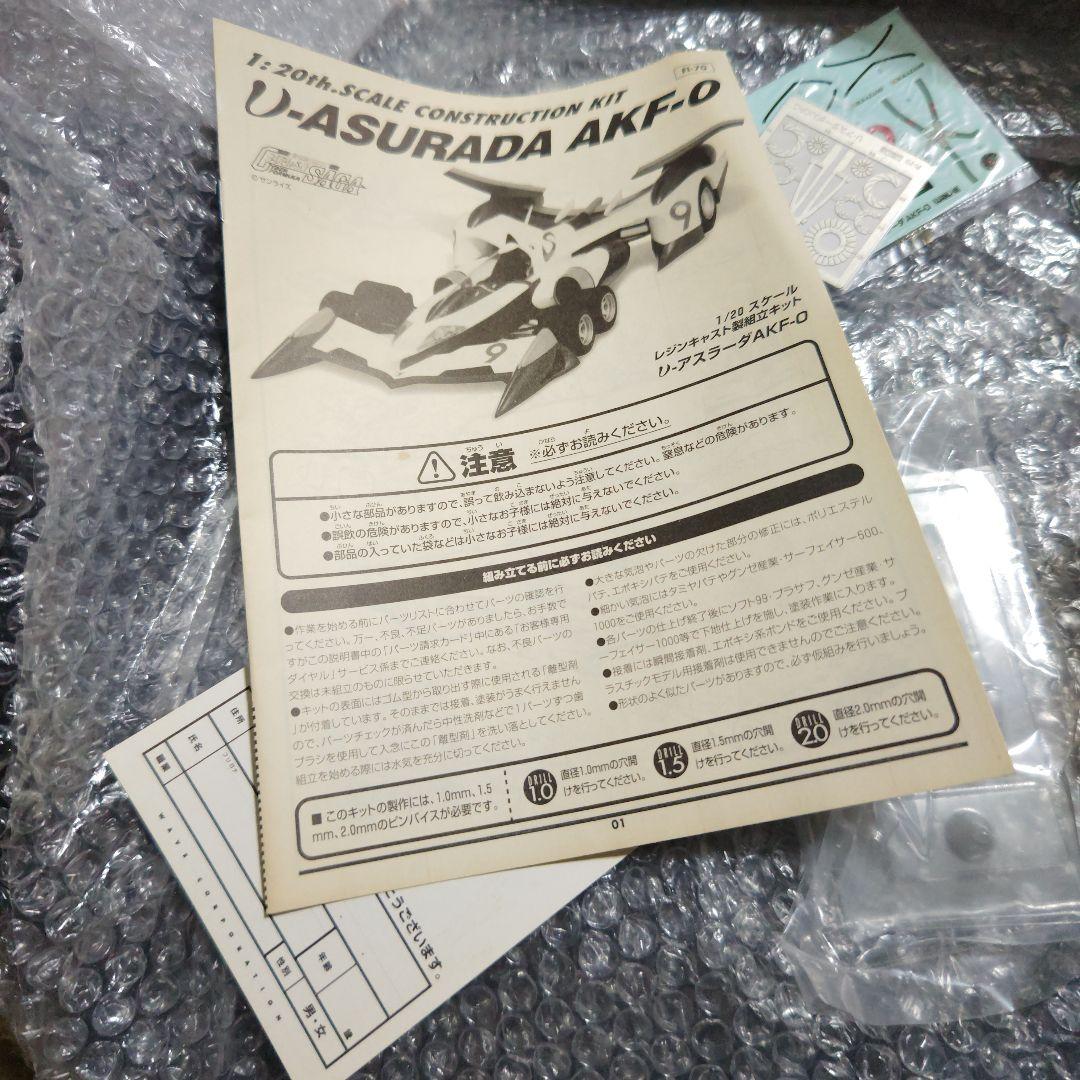 1:20th.SCALE CONSTRUCTION KIT
FI-70
υ-ASURADA AKF-0
SAGA
©サンライズ
9
S
90
1/20 スケール
レジンキャスト製組立キット
υ-アスラーダAKF-0
注意 ※必ずお読みください。
●小さな部品がありますので、誤って飲み込まないよう注意してください。窒息などの危険があります。
●誤飲の危険がありますので、小さなお子様には絶対に与えないでください。
●部品の入っていた袋などは小さなお子様には絶対に与えないでください。
組み立てる前に必ずお読みください
●作業を始める前にパーツリストに合わせてパーツの確認を行
ってください。万一、不良、不足パーツがありましたら、お手数で
すがこの説明書中の「パーツ請求カード」中にある「お客様専用
ダイヤル」サービス係までご連絡ください。なお、不良パーツの
交換は未組立のものに限らせていただきます。
●キットの表面にはゴム型から取り出す際に使用される「離型剤
」が付着しています。そのままでは接着、塗装がうまく行えません
ので、パーツチェックが済んだら中性洗剤などで1パーツずつ歯
ブラシを使用して入念にこの「離型剤」を洗い落としてください。
組立を始める際には水気を充分に切ってください。
●大きな気泡やパーツの欠けた部分の修正には、ポリエステル
パテ、エポキシパテをご使用ください。
●細かい気泡にはタミヤパテやグンゼ産業・サーフェイサー500、
1000をご使用ください。
●各パーツの仕上げ終了後にソフト99・プラサフ、グンゼ産業 サ
ーフェイサー1000等で下地仕上げを施し、塗装作業に入ります。
●接着には瞬間接着剤、エポキシ系ボンドをご使用ください。プ
ラスチックモデル用接着剤は使用できませんのでご注意ください。
●形状のよく似たパーツがありますので、必ず仮組みを行いましょう。
■このキットの製作には、1.0mm、1.5
mm、2.0mmのピンバイスが必要です。
DRILL 1.0
直径1.0mmの穴開
けを行ってください。
DRILL 1.5
直径1.5mmの穴開
けを行ってください。
DRILL 2.0
直径2.0mmの穴開
けを行ってください。
01
住所
フリガナ
氏名
職業
WAVE CORPORATION
うございます。
年齢
歳
性別
男・女